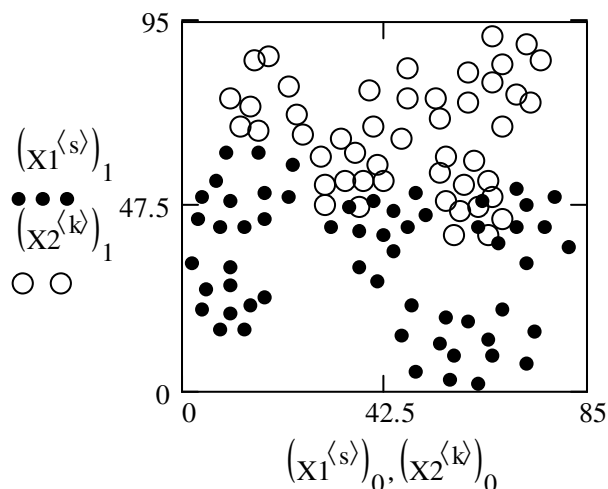 95
(X1⟨s⟩)1
47.5
(X2⟨k⟩)1
0
0 42.5 85
(X1⟨s⟩)0,(X2⟨k⟩)0